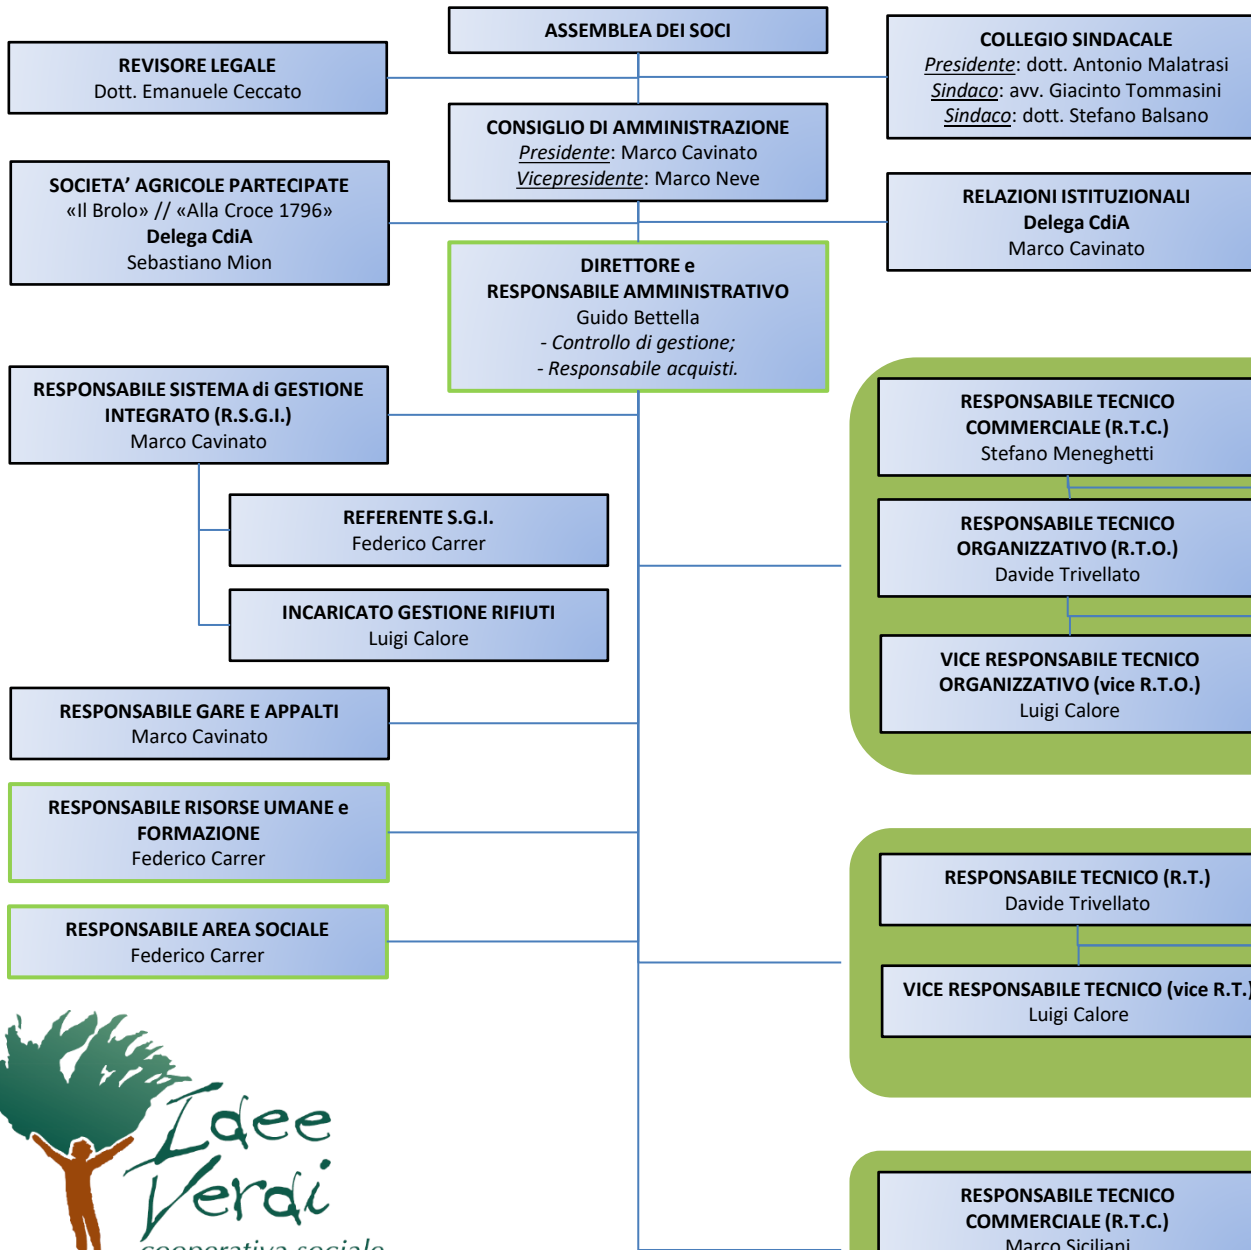 ASSEMBLEA DEI SOCI
REVISORE LEGALE
Dott. Emanuele Ceccato
COLLEGIO SINDACALE
Presidente: dott. Antonio Malatrasi
Sindaco: avv. Giacinto Tommasini
Sindaco: dott. Stefano Balsano
CONSIGLIO DI AMMINISTRAZIONE
Presidente: Marco Cavinato
Vicepresidente: Marco Neve
SOCIETA’ AGRICOLE PARTECIPATE
«Il Brolo» // «Alla Croce 1796»
Delega CdiA
Sebastiano Mion
RELAZIONI ISTITUZIONALI
Delega CdiA
Marco Cavinato
DIRETTORE e
RESPONSABILE AMMINISTRATIVO
Guido Bettella
- Controllo di gestione;
- Responsabile acquisti.
RESPONSABILE SISTEMA di GESTIONE
INTEGRATO (R.S.G.I.)
Marco Cavinato
REFERENTE S.G.I.
Federico Carrer
INCARICATO GESTIONE RIFIUTI
Luigi Calore
RESPONSABILE GARE E APPALTI
Marco Cavinato
RESPONSABILE RISORSE UMANE e
FORMAZIONE
Federico Carrer
RESPONSABILE AREA SOCIALE
Federico Carrer
RESPONSABILE TECNICO
COMMERCIALE (R.T.C.)
Stefano Meneghetti
RESPONSABILE TECNICO
ORGANIZZATIVO (R.T.O.)
Davide Trivellato
VICE RESPONSABILE TECNICO
ORGANIZZATIVO (vice R.T.O.)
Luigi Calore
RESPONSABILE TECNICO (R.T.)
Davide Trivellato
VICE RESPONSABILE TECNICO (vice R.T.)
Luigi Calore
RESPONSABILE TECNICO
COMMERCIALE (R.T.C.)
Marco Siciliani
Idee
Verdi
cooperativa sociale